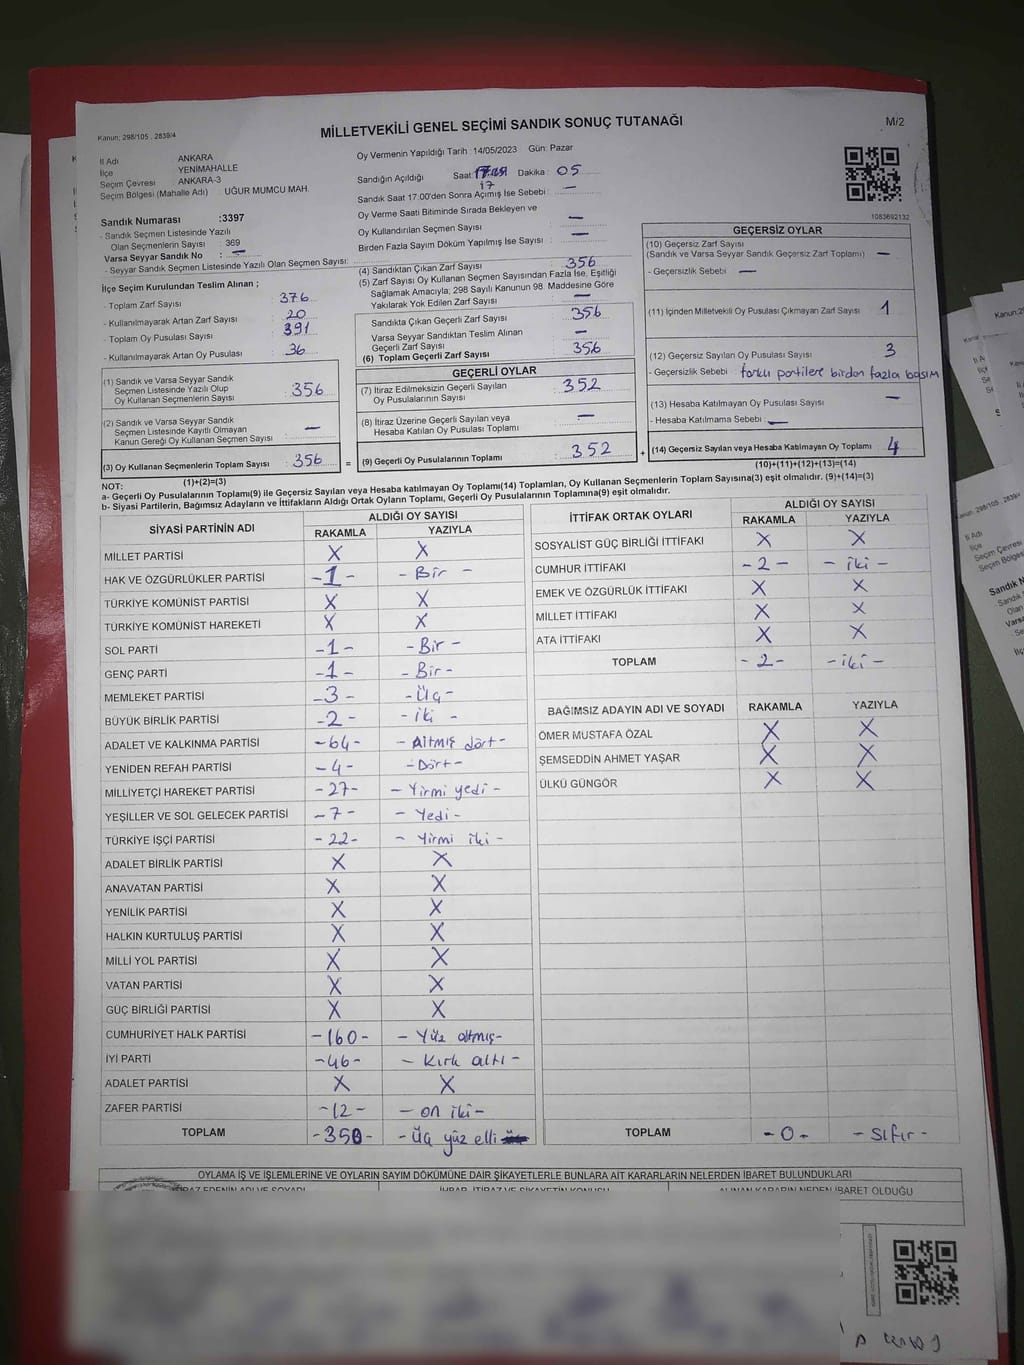 Kanun; 298/105 , 2839/4
MİLLETVEKİLİ GENEL SEÇİMİ SANDIK SONUÇ TUTANAĞI
M/2
İl Adı ANKARA
İlçe YENİMAHALLE
Seçim Çevresi ANKARA-3
Seçim Bölgesi (Mahalle Adı) : UĞUR MUMCU MAH.
Oy Vermenin Yapıldığı Tarih : 14/05/2023 Gün: Pazar
Sandığın Açıldığı Saat: Dakika : 05
17
Sandık Saat 17:00'den Sonra Açımış İse Sebebi : —
Oy Verme Saati Bitiminde Sırada Bekleyen ve
Oy Kullandırılan Seçmen Sayısı —
Birden Fazla Sayım Döküm Yapılmış İse Sayısı : —
1083692132
Sandık Numarası :3397
- Sandık Seçmen Listesinde Yazılı
Olan Seçmenlerin Sayısı : 369
Varsa Seyyar Sandık No : —
- Seyyar Sandık Seçmen Listesinde Yazılı Olan Seçmen Sayısı:
İlçe Seçim Kurulundan Teslim Alınan ;
- Toplam Zarf Sayısı 376
- Kullanılmayarak Artan Zarf Sayısı : 20
- Toplam Oy Pusulası Sayısı : 391
- Kullanılmayarak Artan Oy Pusulası : 36
(1) Sandık ve Varsa Seyyar Sandık
Seçmen Listesinde Yazılı Olup
Oy Kullanan Seçmenlerin Sayısı : 356
(2) Sandık ve Varsa Seyyar Sandık
Seçmen Listesinde Kayıtlı Olmayan
Kanun Gereği Oy Kullanan Seçmen Sayısı : —
(3) Oy Kullanan Seçmenlerin Toplam Sayısı : 356
(1)+(2)=(3)
(4) Sandıktan Çıkan Zarf Sayısı : 356
(5) Zarf Sayısı Oy Kullanan Seçmen Sayısından Fazla İse, Eşitliği
Sağlamak Amacıyla; 298 Sayılı Kanunun 98. Maddesine Göre
Yakılarak Yok Edilen Zarf Sayısı : —
Sandıkta Çıkan Geçerli Zarf Sayısı : 356
Varsa Seyyar Sandıktan Teslim Alınan
Geçerli Zarf Sayısı : —
(6) Toplam Geçerli Zarf Sayısı : 356
GEÇERLİ OYLAR
(7) İtiraz Edilmeksizin Geçerli Sayılan
Oy Pusulalarının Sayısı : 352
(8) İtiraz Üzerine Geçerli Sayılan veya
Hesaba Katılan Oy Pusulası Toplamı : —
= (9) Geçerli Oy Pusulalarının Toplamı : 352 +
GEÇERSİZ OYLAR
(10) Geçersiz Zarf Sayısı
(Sandık ve Varsa Seyyar Sandık Geçersiz Zarf Toplamı) : —
- Geçersizlik Sebebi : —
(11) İçinden Milletvekili Oy Pusulası Çıkmayan Zarf Sayısı : 1
(12) Geçersiz Sayılan Oy Pusulası Sayısı : 3
- Geçersizlik Sebebi : farklı partilere birden fazla basım
(13) Hesaba Katılmayan Oy Pusulası Sayısı : —
- Hesaba Katılmama Sebebi : —
(14) Geçersiz Sayılan veya Hesaba Katılmayan Oy Toplamı : 4
(10)+(11)+(12)+(13)=(14)
NOT:
a- Geçerli Oy Pusulalarının Toplamı(9) ile Geçersiz Sayılan veya Hesaba katılmayan Oy Toplamı(14) Toplamları, Oy Kullanan Seçmenlerin Toplam Sayısına(3) eşit olmalıdır. (9)+(14)=(3)
b- Siyasi Partilerin, Bağımsız Adayların ve İttifakların Aldığı Ortak Oyların Toplamı, Geçerli Oy Pusulalarının Toplamına(9) eşit olmalıdır.
SİYASİ PARTİNİN ADI ALDIĞI OY SAYISI
RAKAMLA YAZIYLA
MİLLET PARTİSİ X X
HAK VE ÖZGÜRLÜKLER PARTİSİ -1- - Bir -
TÜRKİYE KOMÜNİST PARTİSİ X X
TÜRKİYE KOMÜNİST HAREKETİ X X
SOL PARTİ -1- - Bir -
GENÇ PARTİ -1- - Bir -
MEMLEKET PARTİSİ -3- - Üç -
BÜYÜK BİRLİK PARTİSİ -2- - iki -
ADALET VE KALKINMA PARTİSİ -64- - Altmış dört -
YENİDEN REFAH PARTİSİ -4- - Dört -
MİLLİYETÇİ HAREKET PARTİSİ -27- - Yirmi yedi -
YEŞİLLER VE SOL GELECEK PARTİSİ -7- - Yedi -
TÜRKİYE İŞÇİ PARTİSİ -22- - Yirmi iki -
ADALET BİRLİK PARTİSİ X X
ANAVATAN PARTİSİ X X
YENİLİK PARTİSİ X X
HALKIN KURTULUŞ PARTİSİ X X
MİLLİ YOL PARTİSİ X X
VATAN PARTİSİ X X
GÜÇ BİRLİĞİ PARTİSİ X X
CUMHURİYET HALK PARTİSİ -160- - Yüz altmış -
İYİ PARTİ -46- - Kırk altı -
ADALET PARTİSİ X X
ZAFER PARTİSİ -12- - on iki -
TOPLAM -350- - Üç yüz elli
İTTİFAK ORTAK OYLARI ALDIĞI OY SAYISI
RAKAMLA YAZIYLA
SOSYALİST GÜÇ BİRLİĞİ İTTİFAKI X X
CUMHUR İTTİFAKI - 2 - - iki -
EMEK VE ÖZGÜRLÜK İTTİFAKI X X
MİLLET İTTİFAKI X X
ATA İTTİFAKI X X
TOPLAM - 2 - - iki -
BAĞIMSIZ ADAYIN ADI VE SOYADI RAKAMLA YAZIYLA
ÖMER MUSTAFA ÖZAL X X
ŞEMSEDDİN AHMET YAŞAR X X
ÜLKÜ GÜNGÖR X X
TOPLAM - 0 - - Sıfır -
OYLAMA İŞ VE İŞLEMLERİNE VE OYLARIN SAYIM DÖKÜMÜNE DAİR ŞİKAYETLERLE BUNLARA AİT KARARLARIN NELERDEN İBARET BULUNDUKLARI
İHBAR, İTİRAZ VE ŞİKAYETİN KONUSU ALINAN KARARIN NEDEN İBARET OLDUĞU